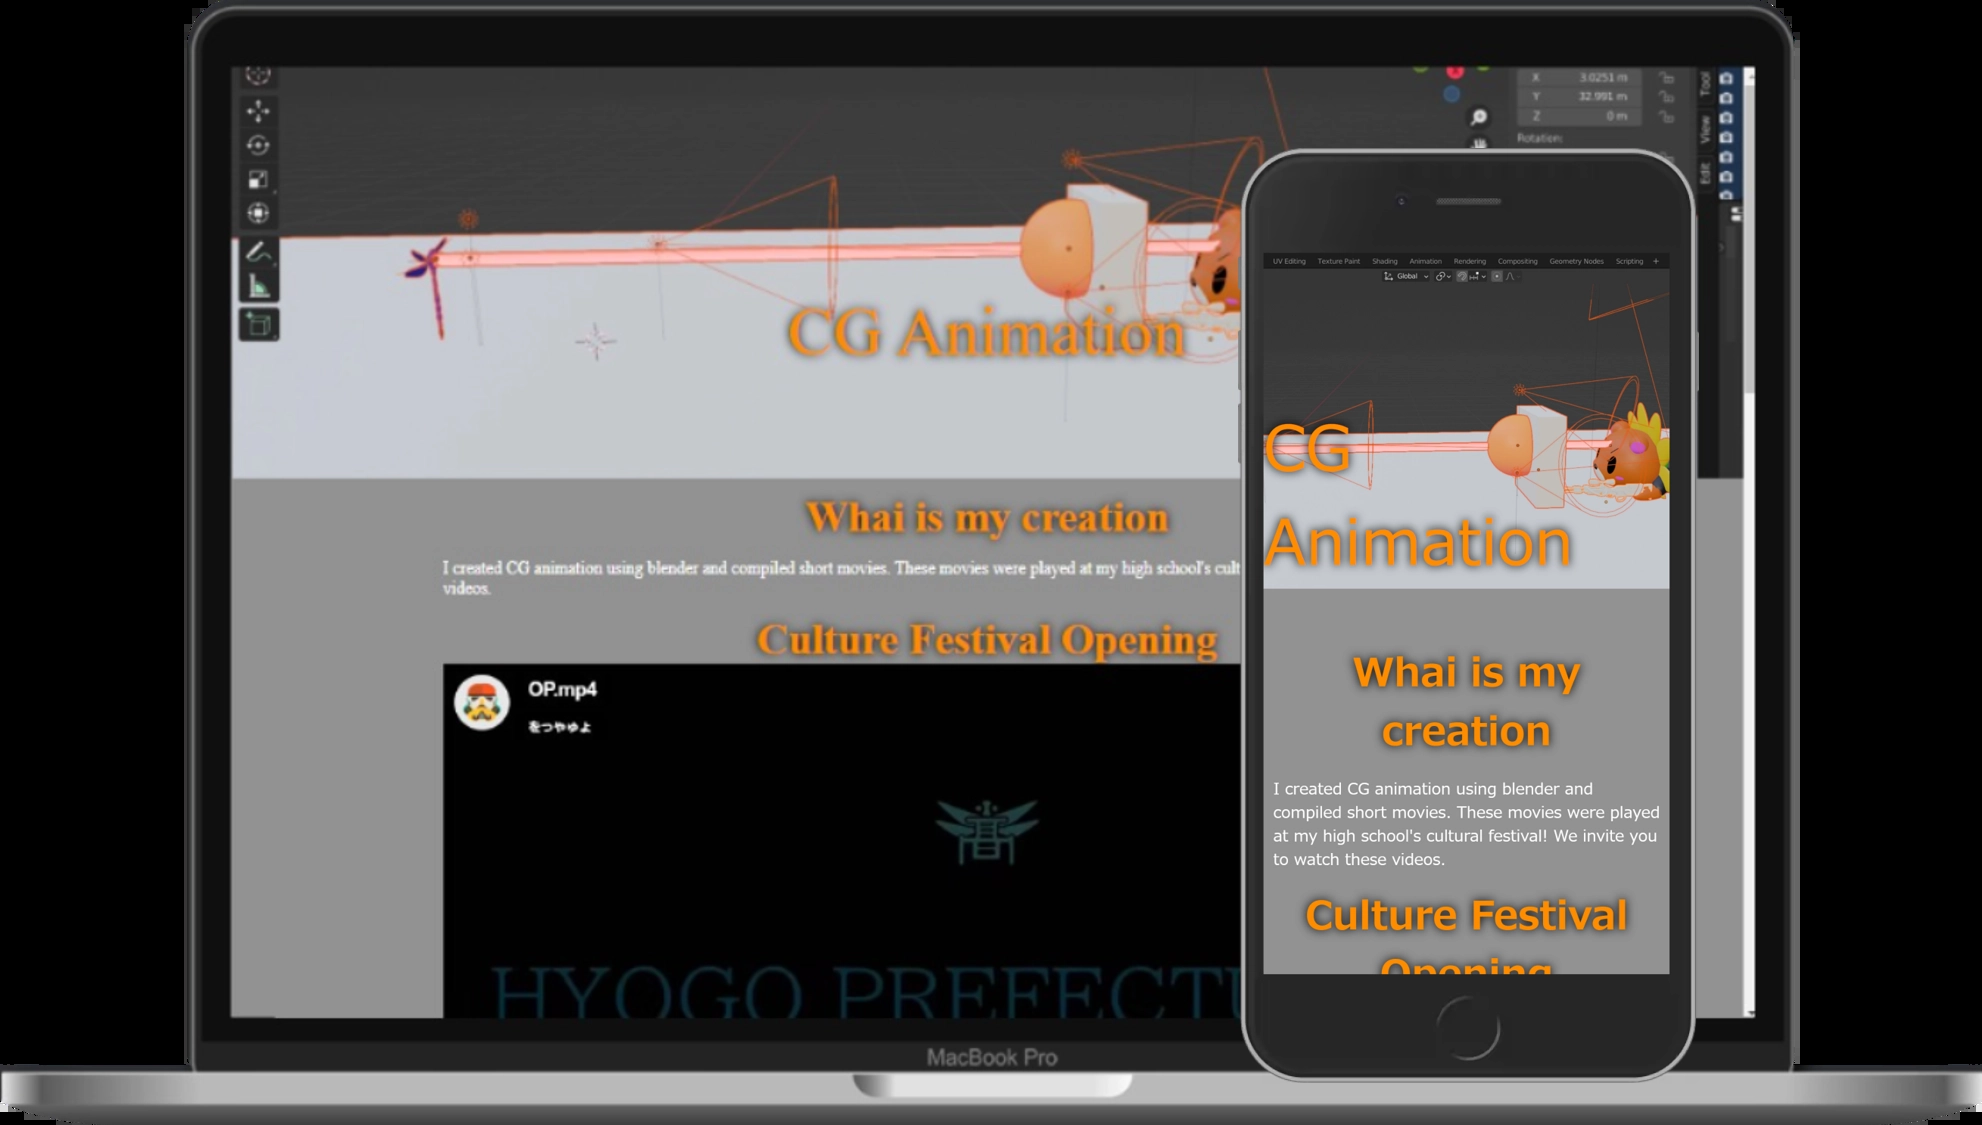 X 3.0251 m
Y 32.991 m
Z 0 m
Rotation:
Tool
View
Edit
CG Animation
Whai is my creation
I created CG animation using blender and compiled short movies. These movies were played at my high school's cult
videos.
Culture Festival Opening
OP.mp4
をつやゅよ
HYOGO PREFECTU
MacBook Pro
UV Editing Texture Paint Shading Animation Rendering Compositing Geometry Nodes Scripting +
Global
CG
Animation
Whai is my
creation
I created CG animation using blender and
compiled short movies. These movies were played
at my high school's cultural festival! We invite you
to watch these videos.
Culture Festival
Opening